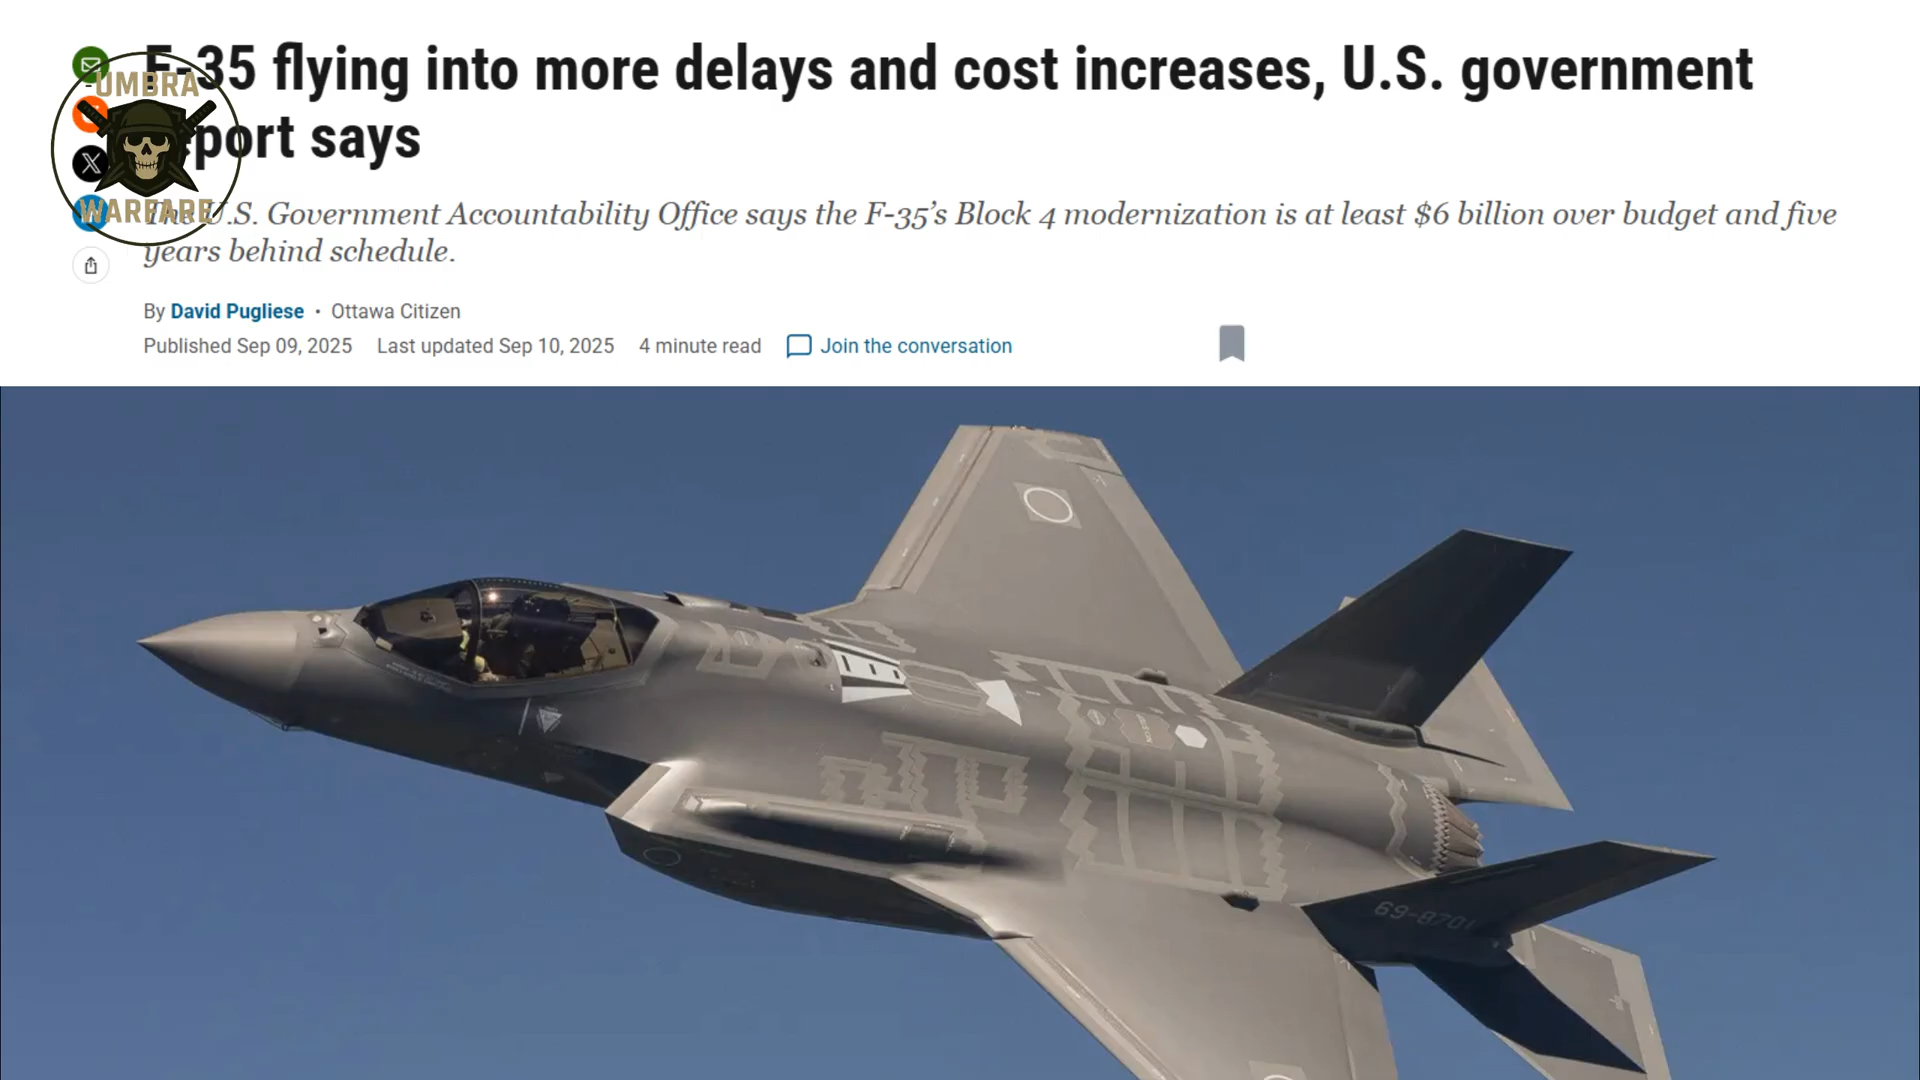 F-35 flying into more delays and cost increases, U.S. government
report says
UMBRA
WARFARE
The U.S. Government Accountability Office says the F-35's Block 4 modernization is at least $6 billion over budget and five
years behind schedule.
By David Pugliese • Ottawa Citizen
Published Sep 09, 2025 Last updated Sep 10, 2025 4 minute read Join the conversation
69-8701